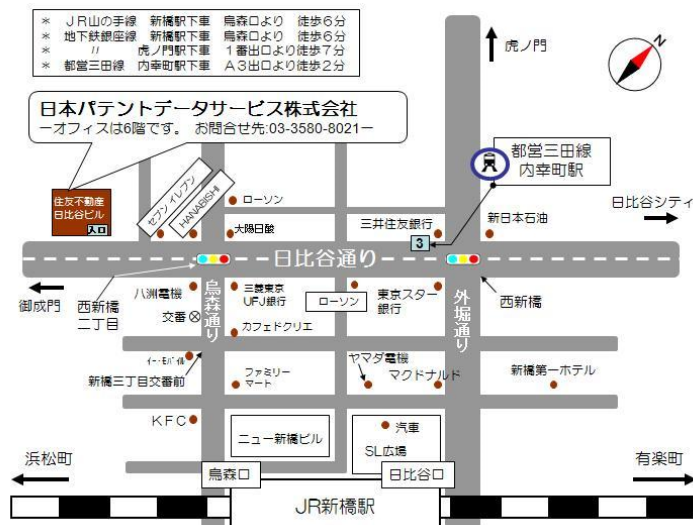 ＊ ＪＲ山の手線 新橋駅下車 烏森口より 徒歩６分
＊ 地下鉄銀座線 新橋駅下車 烏森口より 徒歩６分
＊ 〃 虎ノ門駅下車 １番出口より徒歩７分
＊ 都営三田線 内幸町駅下車 Ａ３出口より徒歩２分
虎ノ門
N
日本パテントデータサービス株式会社
－オフィスは6階です。 お問合せ先:03-3580-8021－
都営三田線
内幸町駅
住友不動産
日比谷ビル
入口
セブン イレブン
HANABISHI
ローソン
大陽日酸
三井住友銀行
3
新日本石油
日比谷シティ
日比谷通り
御成門
西新橋
二丁目
八洲電機
交番
烏森通り
三菱東京
UFJ銀行
カフェドクリエ
ローソン
東京スター
銀行
外堀通り
西新橋
ｲｰ・ﾓﾊﾞｲﾙ
新橋三丁目交番前
ファミリー
マート
ヤマダ電機
マクドナルド
新橋第一ホテル
ＫＦＣ
ニュー新橋ビル
汽車
SL広場
浜松町
烏森口
日比谷口
有楽町
JR新橋駅